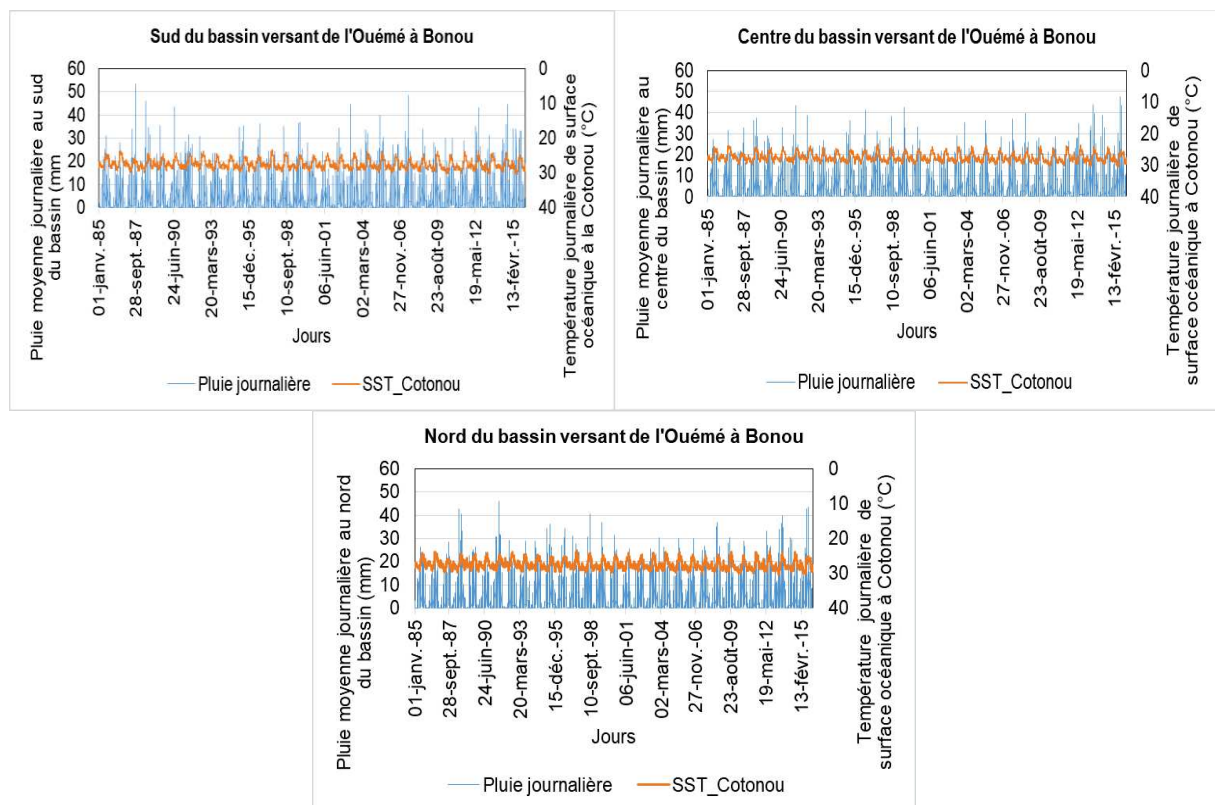 Sud du bassin versant de l'Ouémé à Bonou
Pluie moyenne journalière au sud
du bassin (mm
60
50
40
30
20
10
0
0
10
20
30
40
Température journalière de surface
océanique à la Cotonou (°C)
01-janv.-85
28-sept.-87
24-juin-90
20-mars-93
15-déc.-95
10-sept.-98
06-juin-01
02-mars-04
27-nov.-06
23-août-09
19-mai-12
13-févr.-15
Jours
Pluie journalière
SST_Cotonou
Centre du bassin versant de l'Ouémé à Bonou
Pluie moyenne journalière au
centre du bassin (mm)
60
50
40
30
20
10
0
0
10
20
30
40
Température journalière de
surface océanique à Cotonou (°C)
01-janv.-85
28-sept.-87
24-juin-90
20-mars-93
15-déc.-95
10-sept.-98
06-juin-01
02-mars-04
27-nov.-06
23-août-09
19-mai-12
13-févr.-15
Jours
Pluie journalière
SST_Cotonou
Nord du bassin versant de l'Ouémé à Bonou
Pluie moyenne journalier au nord
du bassin (mm)
60
50
40
30
20
10
0
0
10
20
30
40
Température journalière de
surface océanique à Cotonou (°C)
01-janv.-85
28-sept.-87
24-juin-90
20-mars-93
15-déc.-95
10-sept.-98
06-juin-01
02-mars-04
27-nov.-06
23-août-09
19-mai-12
13-févr.-15
Jours
Pluie journalière
SST_Cotonou